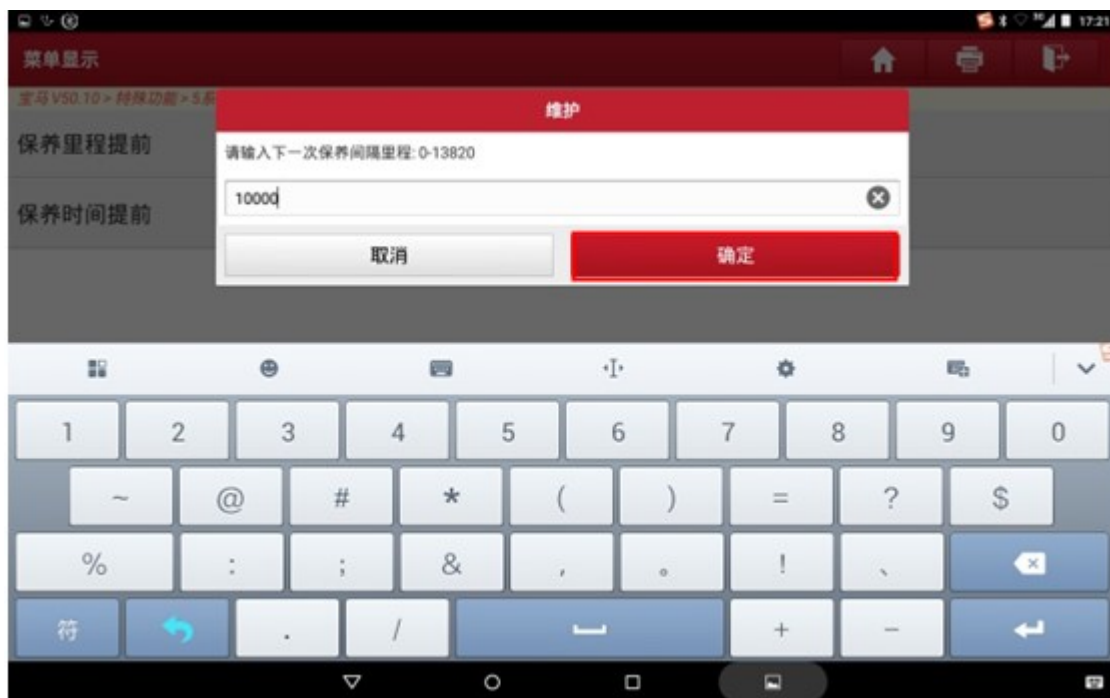 17:21
菜单显示
宝马V50.10 > 特殊功能 > 5系
维护
保养里程提前
请输入下一次保养间隔里程: 0-13820
10000
保养时间提前
取消
确定
1 2 3 4 5 6 7 8 9 0
~ @ # * ( ) = ? $
% : ; & , 。 ! 、
符 . / + −